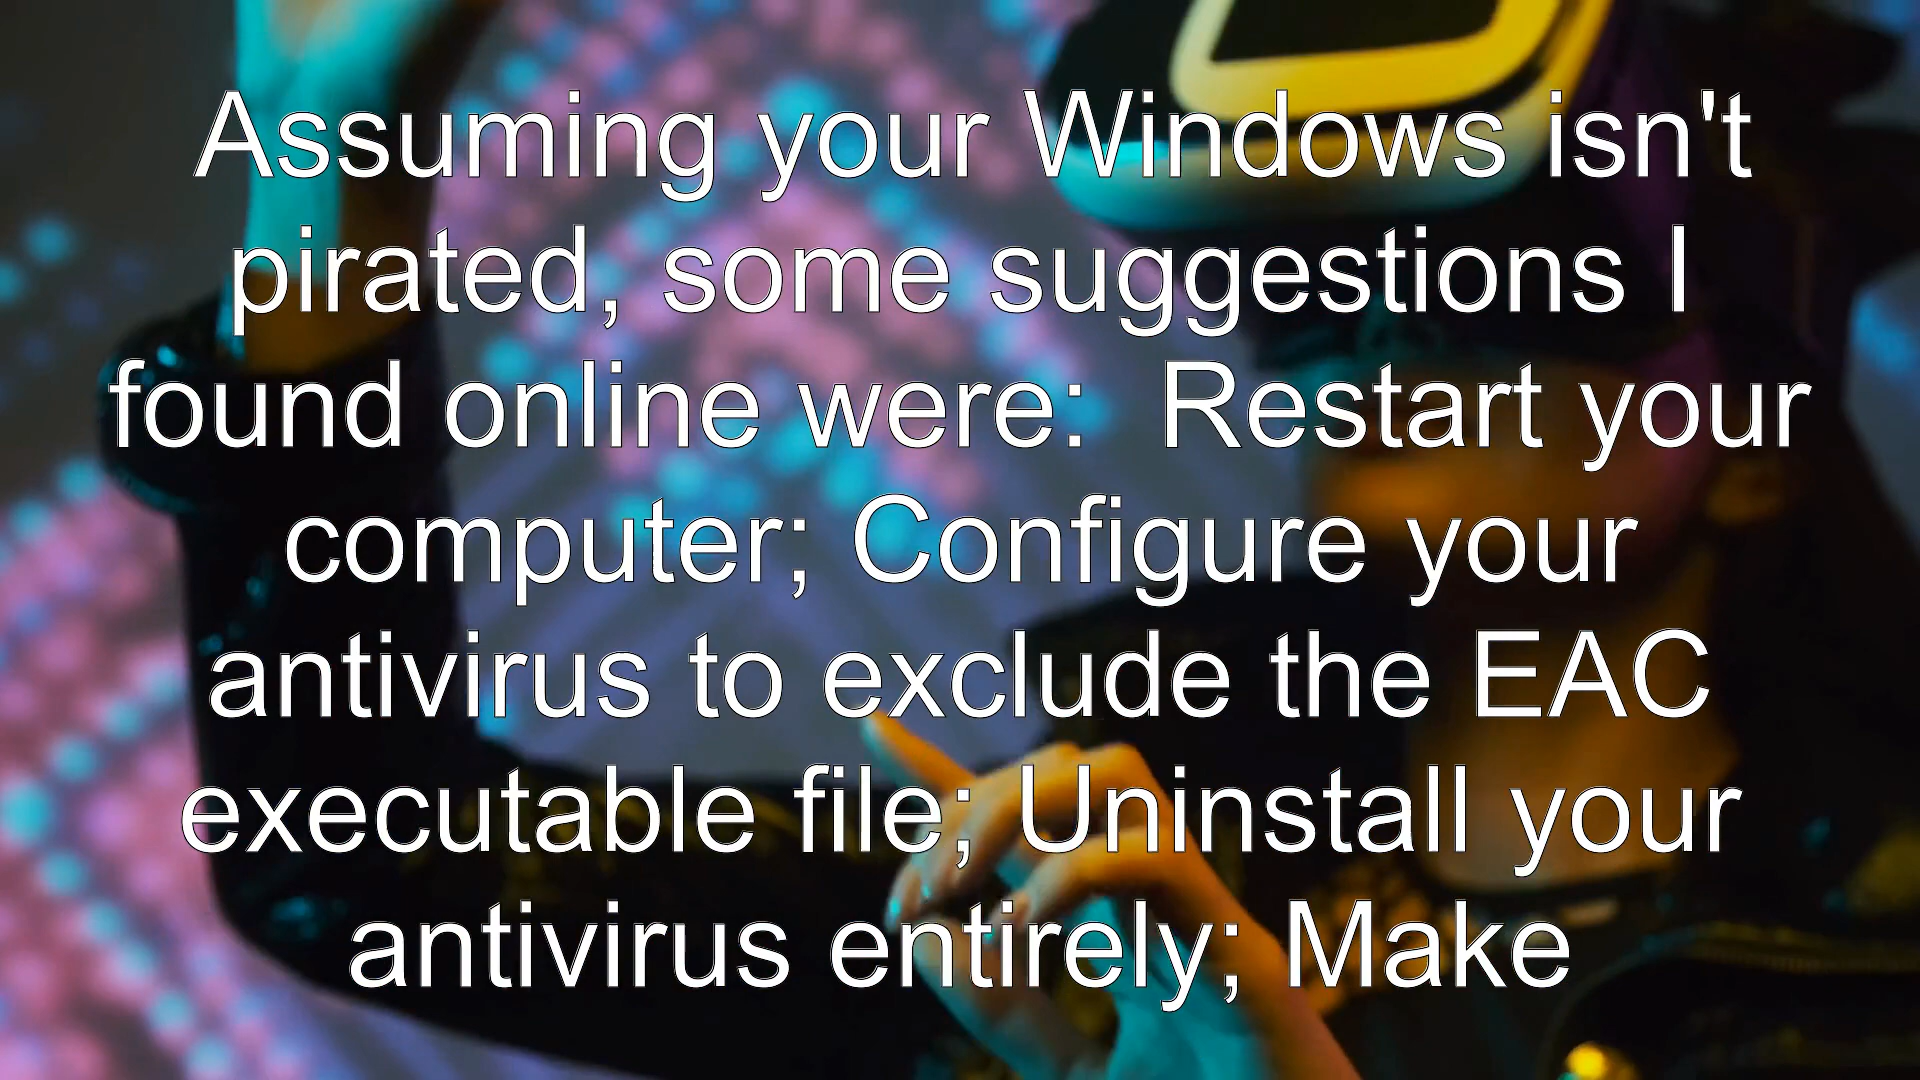 Assuming your Windows isn't
pirated, some suggestions I
found online were:  Restart your
computer; Configure your
antivirus to exclude the EAC
executable file; Uninstall your
antivirus entirely; Make